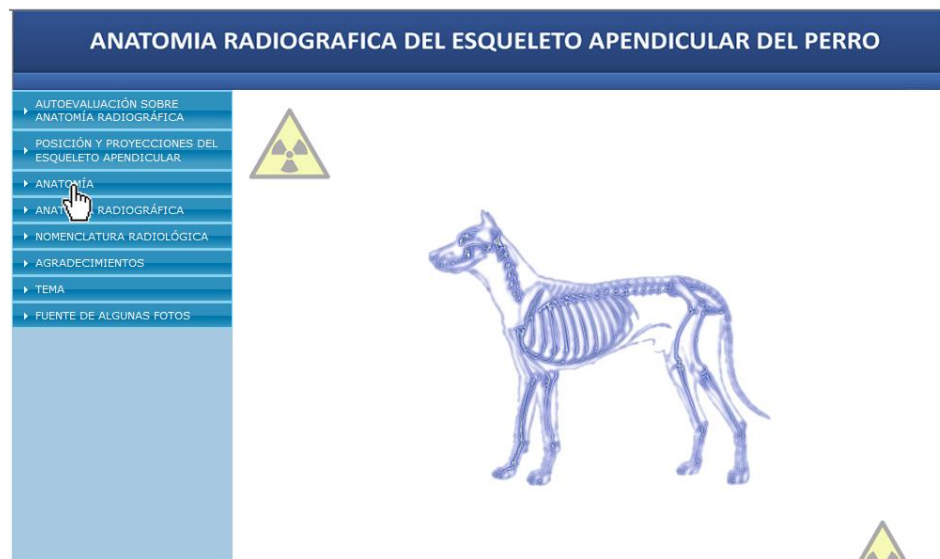 ANATOMIA RADIOGRAFICA DEL ESQUELETO APENDICULAR DEL PERRO
AUTOEVALUACIÓN SOBRE
ANATOMÍA RADIOGRÁFICA
POSICIÓN Y PROYECCIONES DEL
ESQUELETO APENDICULAR
ANATOMÍA
RADIOGRÁFICA
NOMENCLATURA RADIOLÓGICA
AGRADECIMIENTOS
TEMA
FUENTE DE ALGUNAS FOTOS